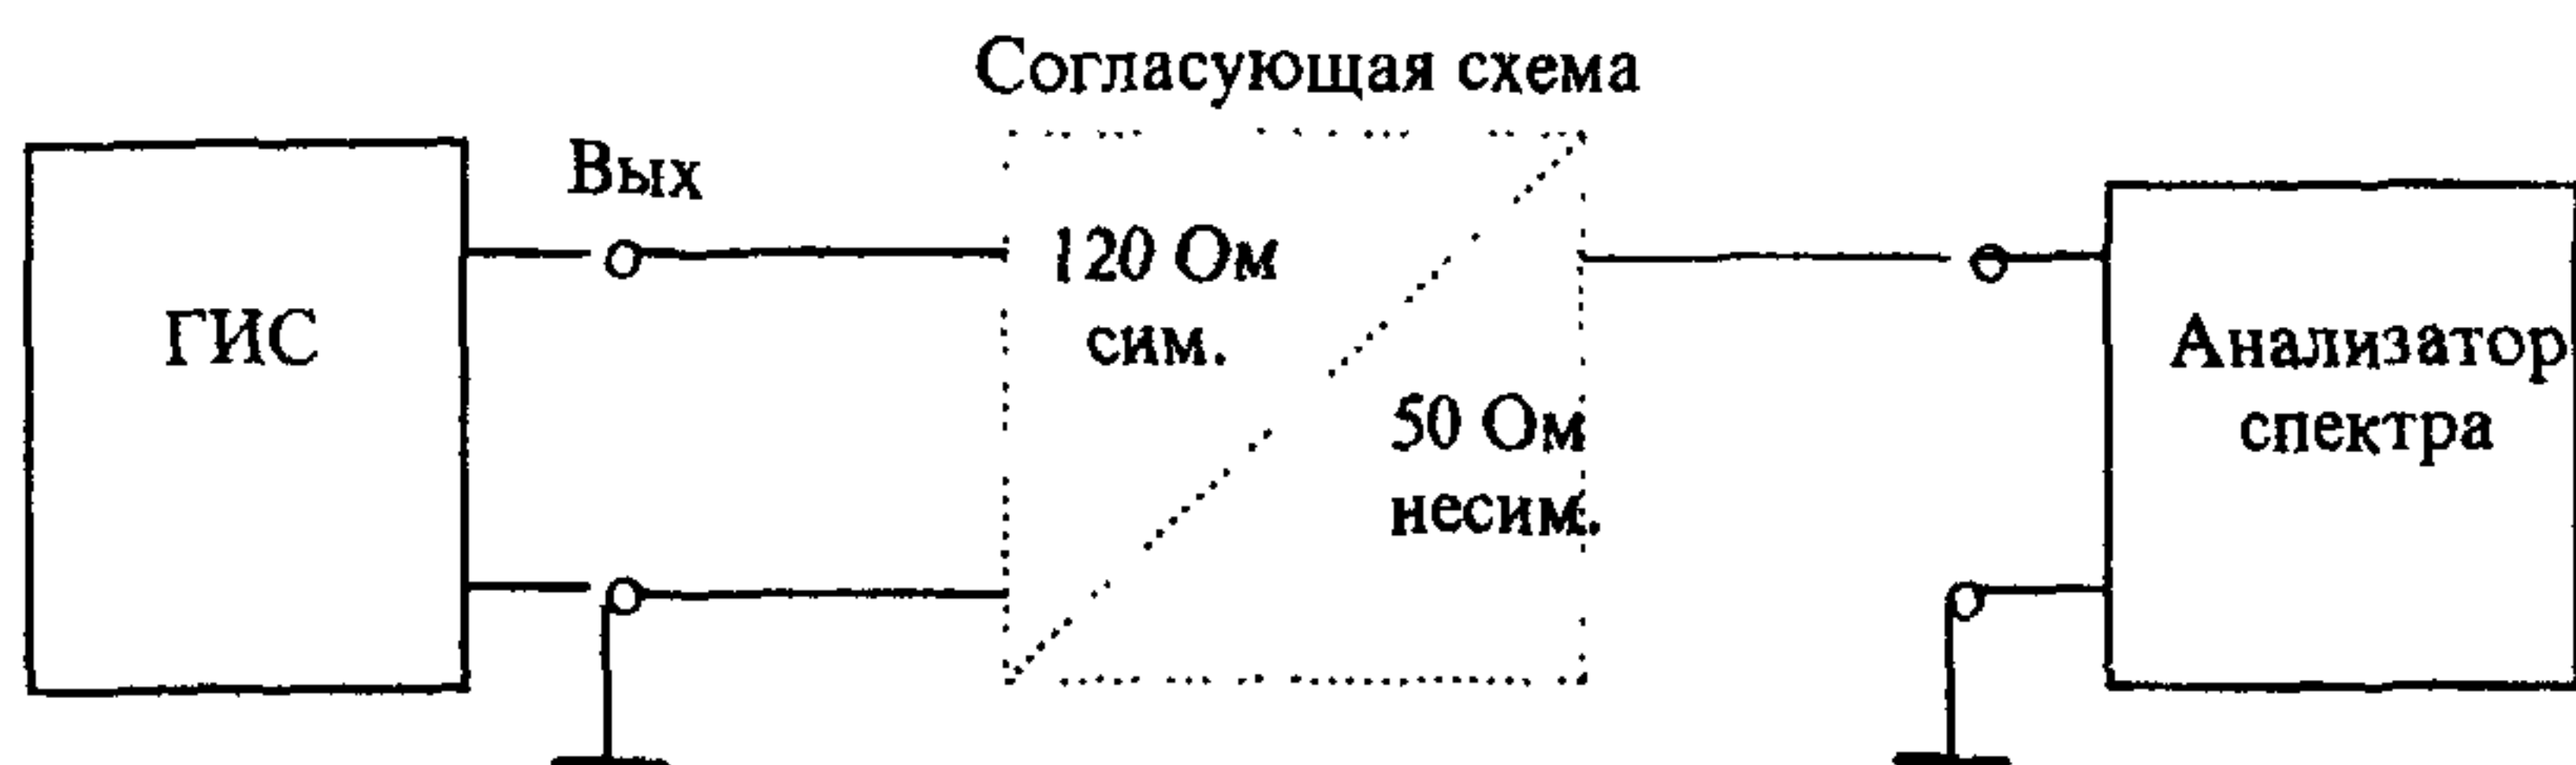 Согласующая схема
Вых
ГИС
120 Ом
сим.
50 Ом
несим.
Анализатор
спектра